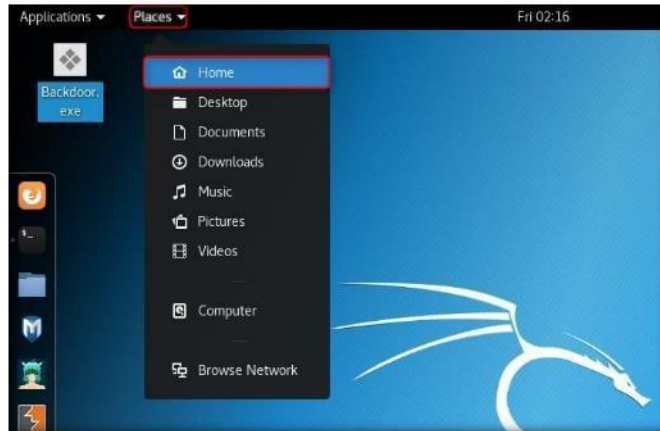 Applications Places Fri 02:16
Backdoor.
exe
Home
Desktop
Documents
Downloads
Music
Pictures
Videos
Computer
Browse Network